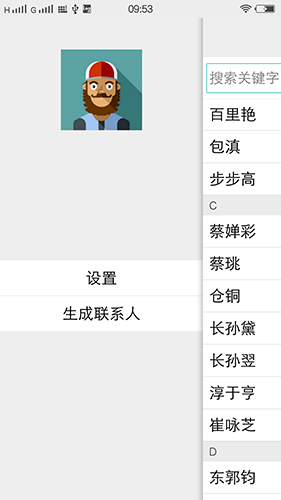 H G 09:53
搜索关键字
百里艳
包滇
步步高
C
蔡婵彩
蔡珧
仓铜
长孙黛
长孙翌
淳于亨
崔咏芝
D
东郭钧
设置
生成联系人